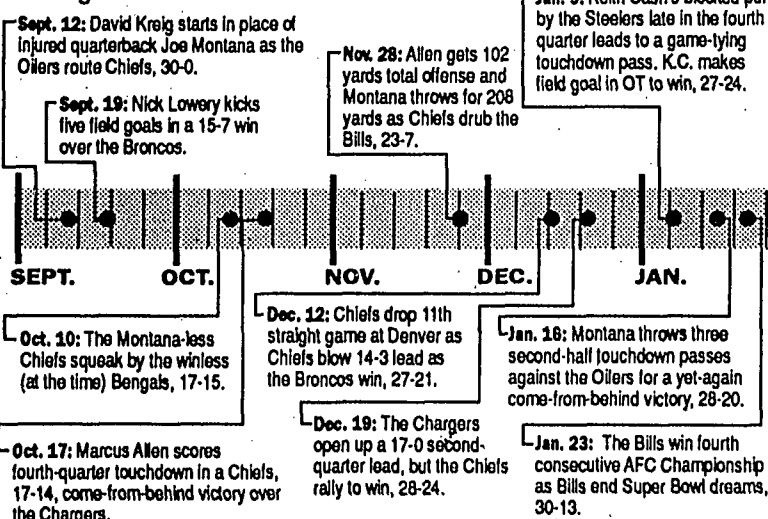 Sept. 12: David Kreig starts in place of
injured quarterback Joe Montana as the
Oilers route Chiefs, 30-0.
Sept. 19: Nick Lowery kicks
five field goals in a 15-7 win
over the Broncos.
Nov. 28: Allen gets 102
yards total offense and
Montana throws for 208
yards as Chiefs drub the
Bills, 23-7.
by the Steelers late in the fourth
quarter leads to a game-tying
touchdown pass. K.C. makes
field goal in OT to win, 27-24.
SEPT.
OCT.
NOV.
DEC.
JAN.
Oct. 10: The Montana-less
Chiefs squeak by the winless
(at the time) Bengals, 17-15.
Oct. 17: Marcus Allen scores
fourth-quarter touchdown in a Chiefs,
17-14, come-from-behind victory over
the Chargers.
Dec. 12: Chiefs drop 11th
straight game at Denver as
Chiefs blow 14-3 lead as
the Broncos win, 27-21.
Dec. 19: The Chargers
open up a 17-0 second-
quarter lead, but the Chiefs
rally to win, 28-24.
Jan. 16: Montana throws three
second-half touchdown passes
against the Oilers for a yet-again
come-from-behind victory, 28-20.
Jan. 23: The Bills win fourth
consecutive AFC Championship
as Bills end Super Bowl dreams,
30-13.